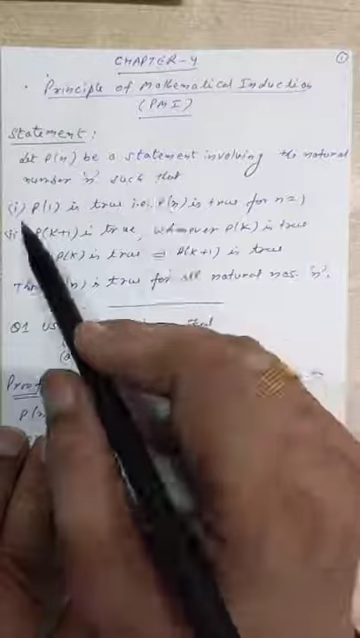 CHAPTER-4
①
Principle of Mathematical Induction
(PMI)
Statement:
Let P(n) be a statement involving the natural
number 'n' such that
(i) P(1) is true i.e. P(n) is true for n=1
P(K+1) is true, whenever P(K) is true
P(K) is true ⇒ P(K+1) is true
is true for all natural nos. 'n'.
Q1
Proof
P(n)